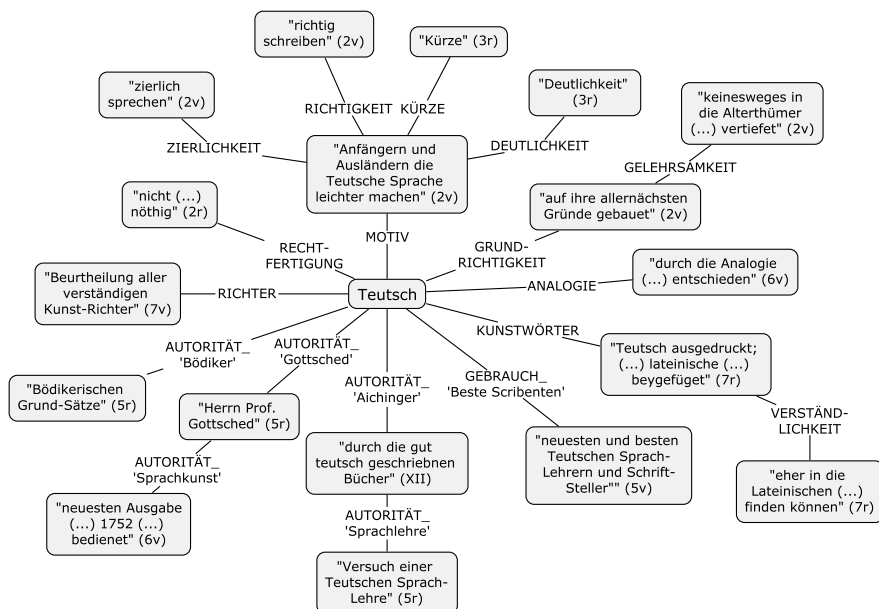 "richtig
schreiben" (2v)
"Kürze" (3r)
"zierlich
sprechen" (2v)
"Deutlichkeit"
(3r)
"keinesweges in
die Alterthümer
(...) vertiefet" (2v)
RICHTIGKEIT
KÜRZE
ZIERLICHKEIT
DEUTLICHKEIT
"Anfängern und
Ausländern die
Teutsche Sprache
leichter machen" (2v)
GELEHRSAMKEIT
"nicht (...)
nöthig" (2r)
"auf ihre allernächsten
Gründe gebauet" (2v)
MOTIV
RECHT-
FERTIGUNG
GRUND-
RICHTIGKEIT
"Beurtheilung aller
verständigen
Kunst-Richter" (7v)
RICHTER
Teutsch
ANALOGIE
"durch die Analogie
(...) entschieden" (6v)
AUTORITÄT_
'Bödiker'
AUTORITÄT_
'Gottsched'
KUNSTWÖRTER
"Teutsch ausgedruckt;
(...) lateinische (...)
beygefüget" (7r)
AUTORITÄT_
'Aichinger'
GEBRAUCH_
'Beste Scribenten'
"Bödikerischen
Grund-Sätze" (5r)
"Herrn Prof.
Gottsched" (5r)
VERSTÄND-
LICHKEIT
"durch die gut
teutsch geschriebnen
Bücher" (XII)
"neuesten und besten
Teutschen Sprach-
Lehrern und Schrift-
Steller"" (5v)
AUTORITÄT_
'Sprachkunst'
"eher in die
Lateinischen (...)
finden können" (7r)
"neuesten Ausgabe
(...) 1752 (...)
bedienet" (6v)
AUTORITÄT_
'Sprachlehre'
"Versuch einer
Teutschen Sprach-
Lehre" (5r)